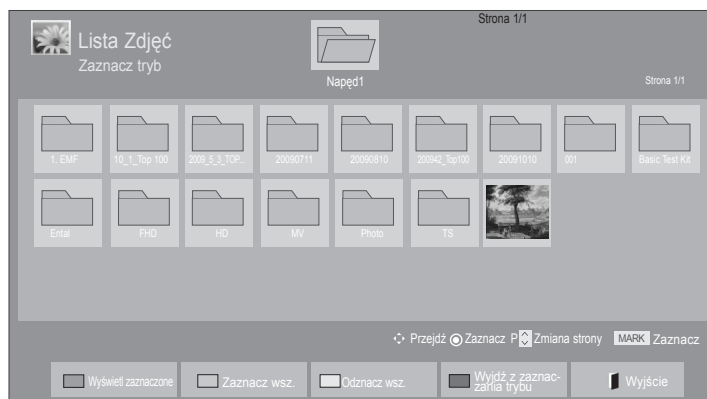 Strona 1/1
Lista Zdjęć
Zaznacz tryb
Napęd1
Strona 1/1
1. EMF
10_1_Top 100
2009_5_3_TOP...
20090711
20090810
200942_Top100
20091010
001
Basic Test Kit
Ental
FHD
HD
MV
Photo
TS
Przejdź Zaznacz P Zmiana strony MARK Zaznacz
Wyświetl zaznaczone
Zaznacz wsz.
Odznacz wsz.
Wyjdź z zaznac-
zania trybu
Wyjście